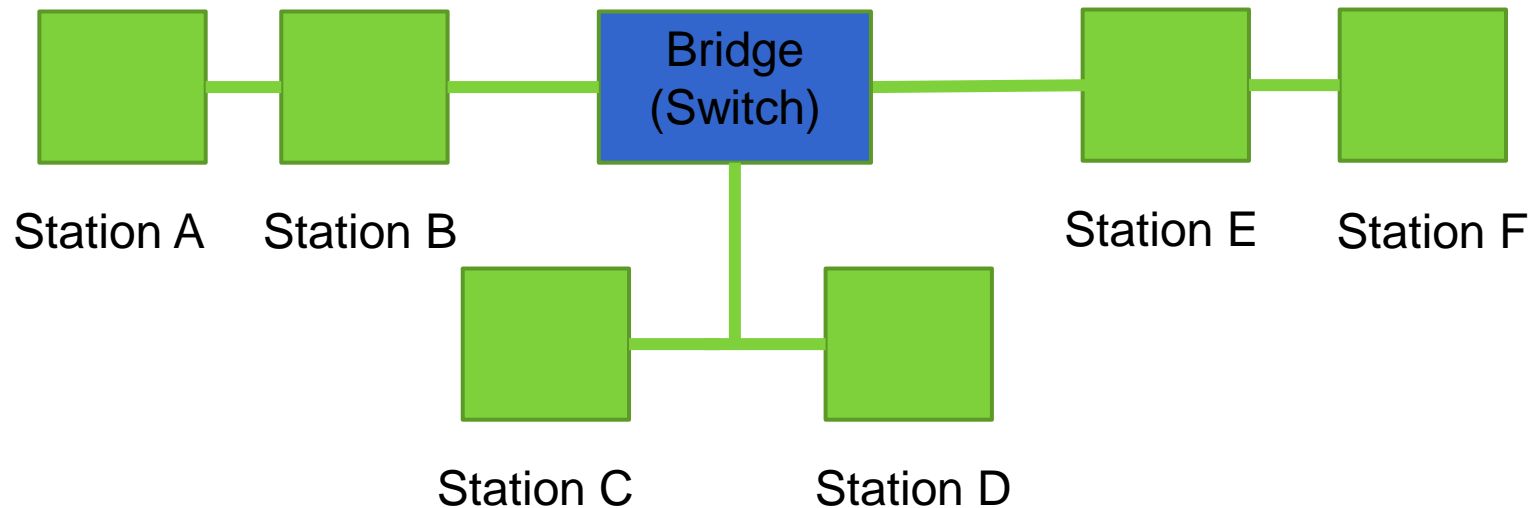 Bridge
(Switch)
Station A
Station B
Station E
Station F
Station C
Station D